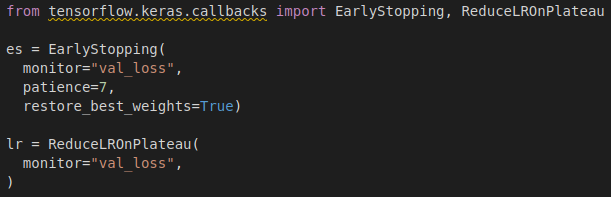 from tensorflow.keras.callbacks import EarlyStopping, ReduceLROnPlateau

es = EarlyStopping(
  monitor="val_loss",
  patience=7,
  restore_best_weights=True)

lr = ReduceLROnPlateau(
  monitor="val_loss",
)